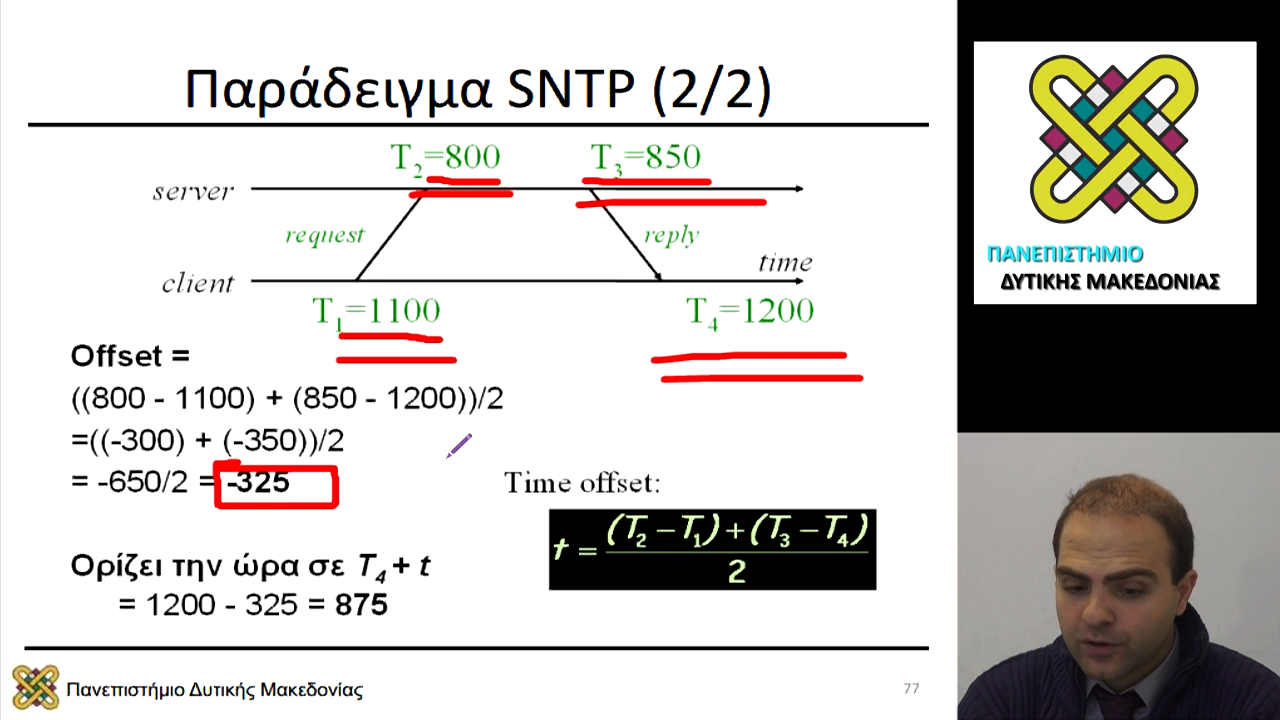 Παράδειγμα SNTP (2/2)
T2=800 T3=850
server
request reply
time
client
T1=1100 T4=1200
Offset =
((800 - 1100) + (850 - 1200))/2
=((-300) + (-350))/2
= -650/2 = -325
Time offset:
t = (T2 – T1) + (T3 – T4)
2
Ορίζει την ώρα σε T4 + t
= 1200 - 325 = 875
Πανεπιστήμιο Δυτικής Μακεδονίας
77
ΠΑΝΕΠΙΣΤΗΜΙΟ
ΔΥΤΙΚΗΣ ΜΑΚΕΔΟΝΙΑΣ